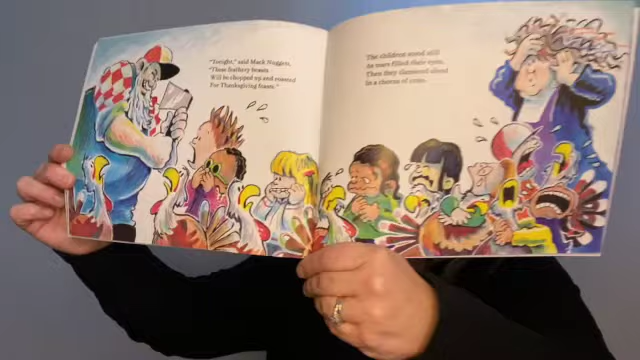 "Tonight," said Mack Nuggett,
"These feathery beasts
Will be chopped up and roasted
For Thanksgiving feasts."
The children stood still
As tears filled their eyes,
Then they clamored aloud
In a chorus of cries.